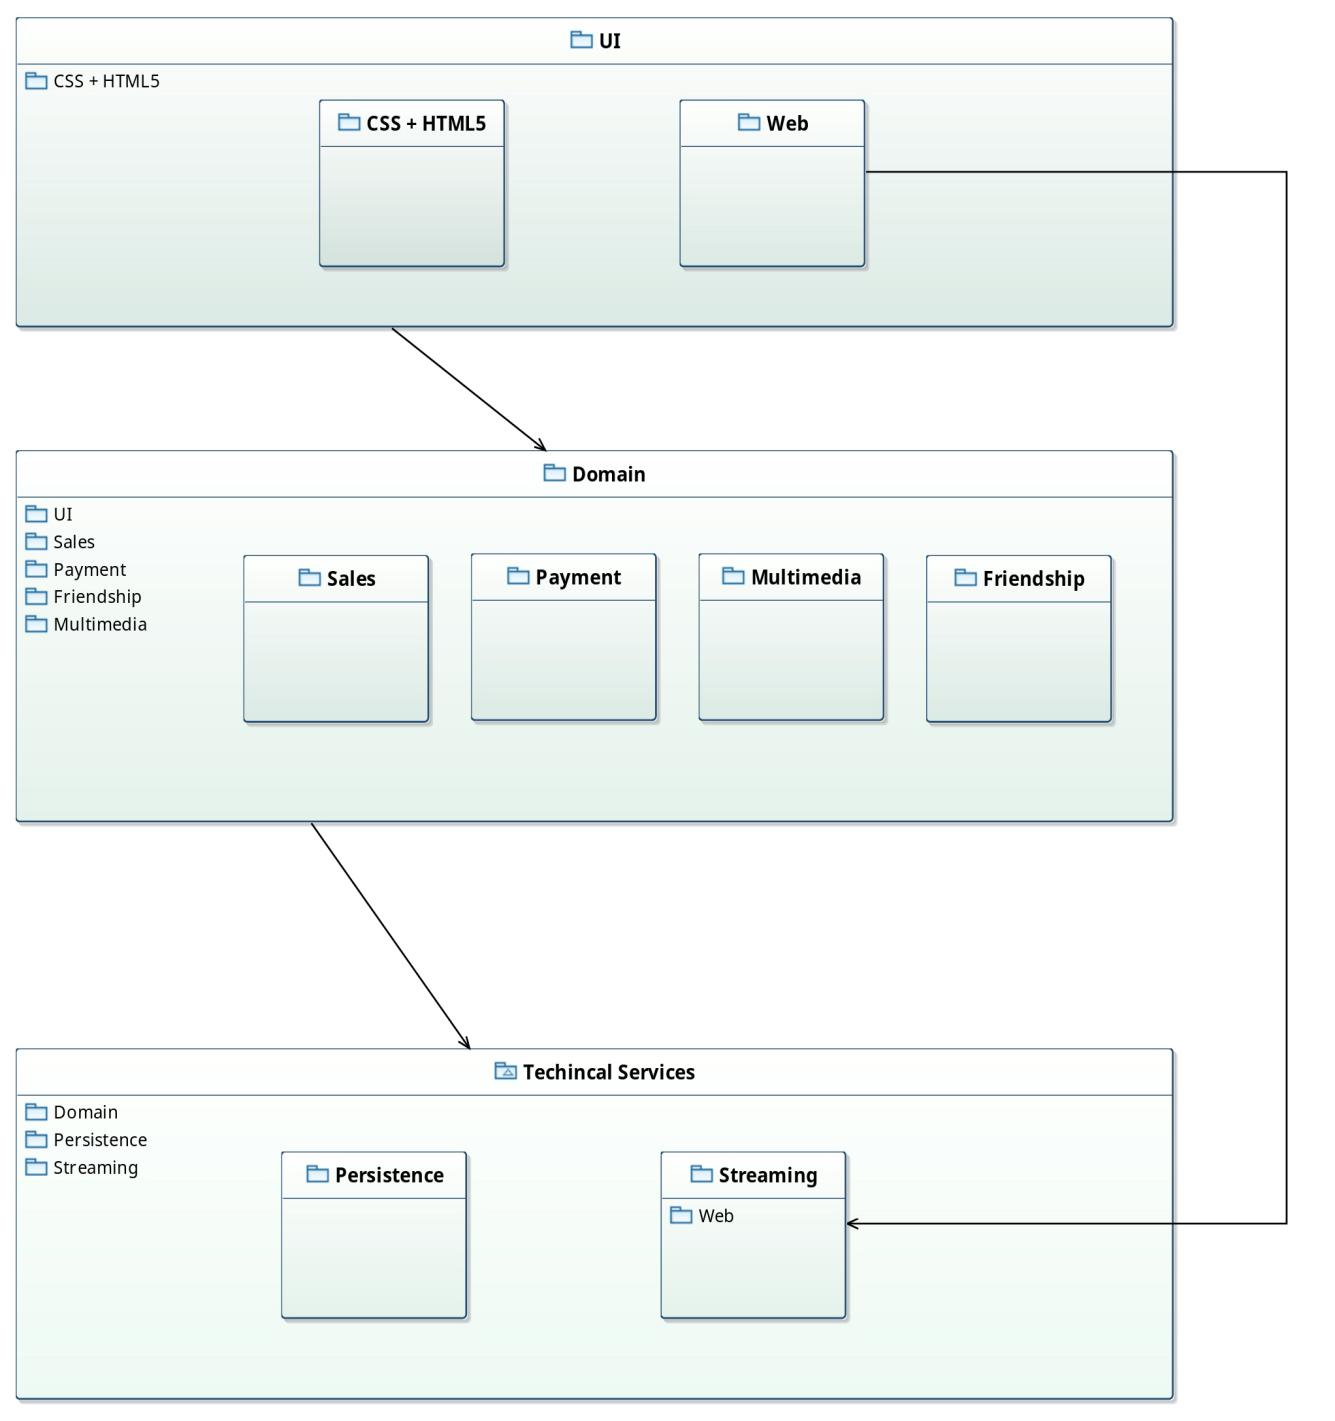 UI
CSS + HTML5
CSS + HTML5
Web
Domain
UI
Sales
Payment
Friendship
Multimedia
Sales
Payment
Multimedia
Friendship
Techincal Services
Domain
Persistence
Streaming
Persistence
Streaming
Web